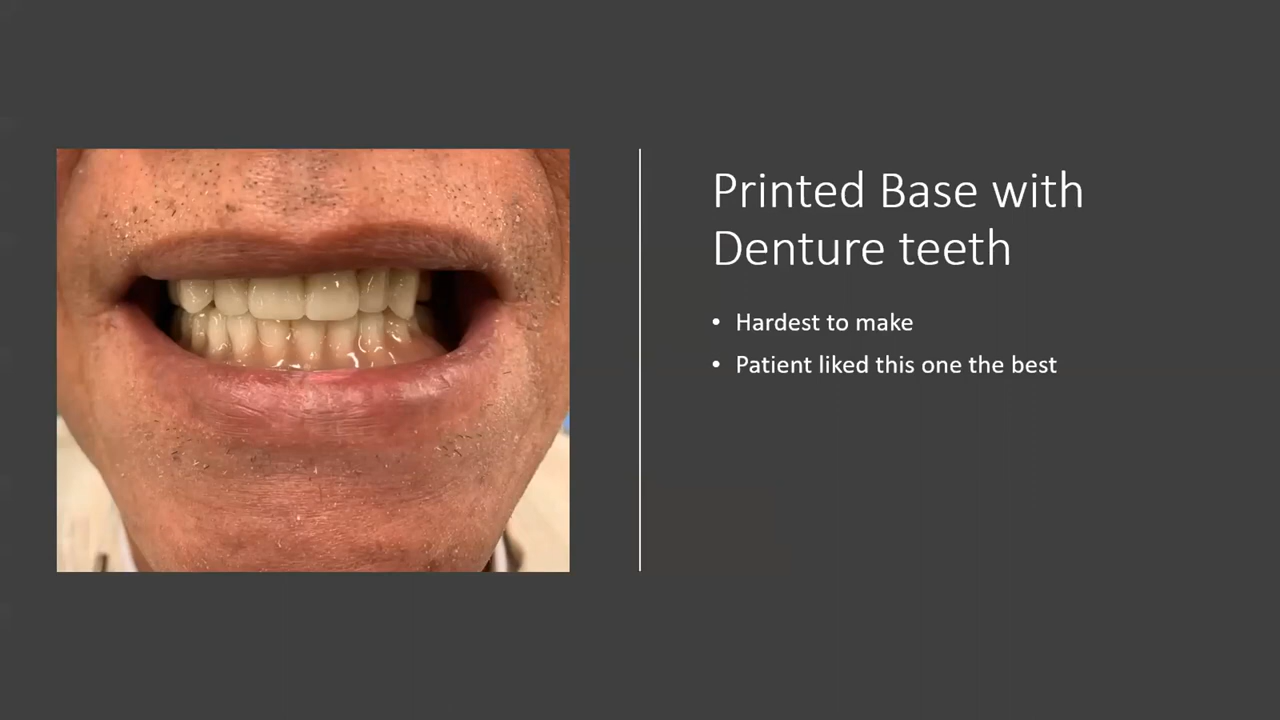 Printed Base with
Denture teeth
• Hardest to make
• Patient liked this one the best